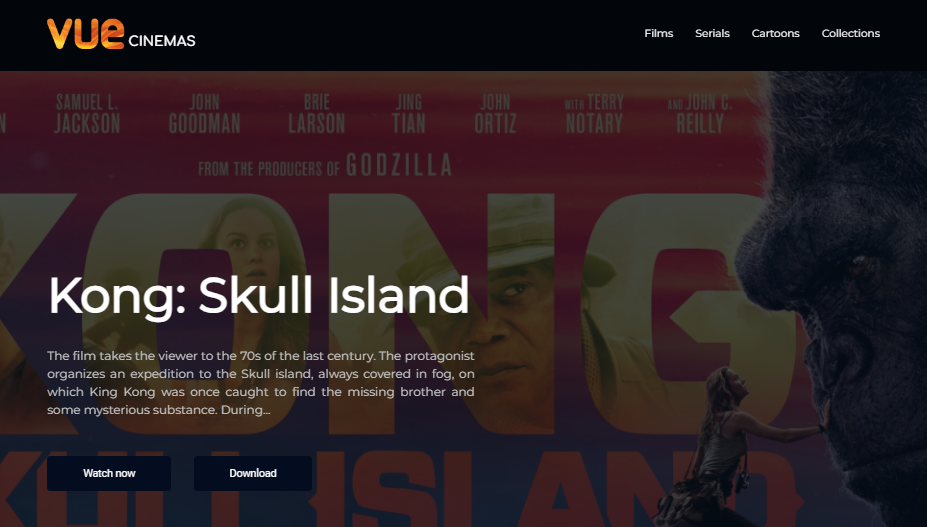 vue CINEMAS
Films Serials Cartoons Collections
SAMUEL L. JACKSON
JOHN GOODMAN
BRIE LARSON
JING TIAN
JOHN ORTIZ
WITH TERRY NOTARY
AND JOHN C. REILLY
FROM THE PRODUCERS OF GODZILLA
KONG
Kong: Skull Island
The film takes the viewer to the 70s of the last century. The protagonist
organizes an expedition to the Skull island, always covered in fog, on
which King Kong was once caught to find the missing brother and
some mysterious substance. During...
Watch now Download
SKULL ISLAND